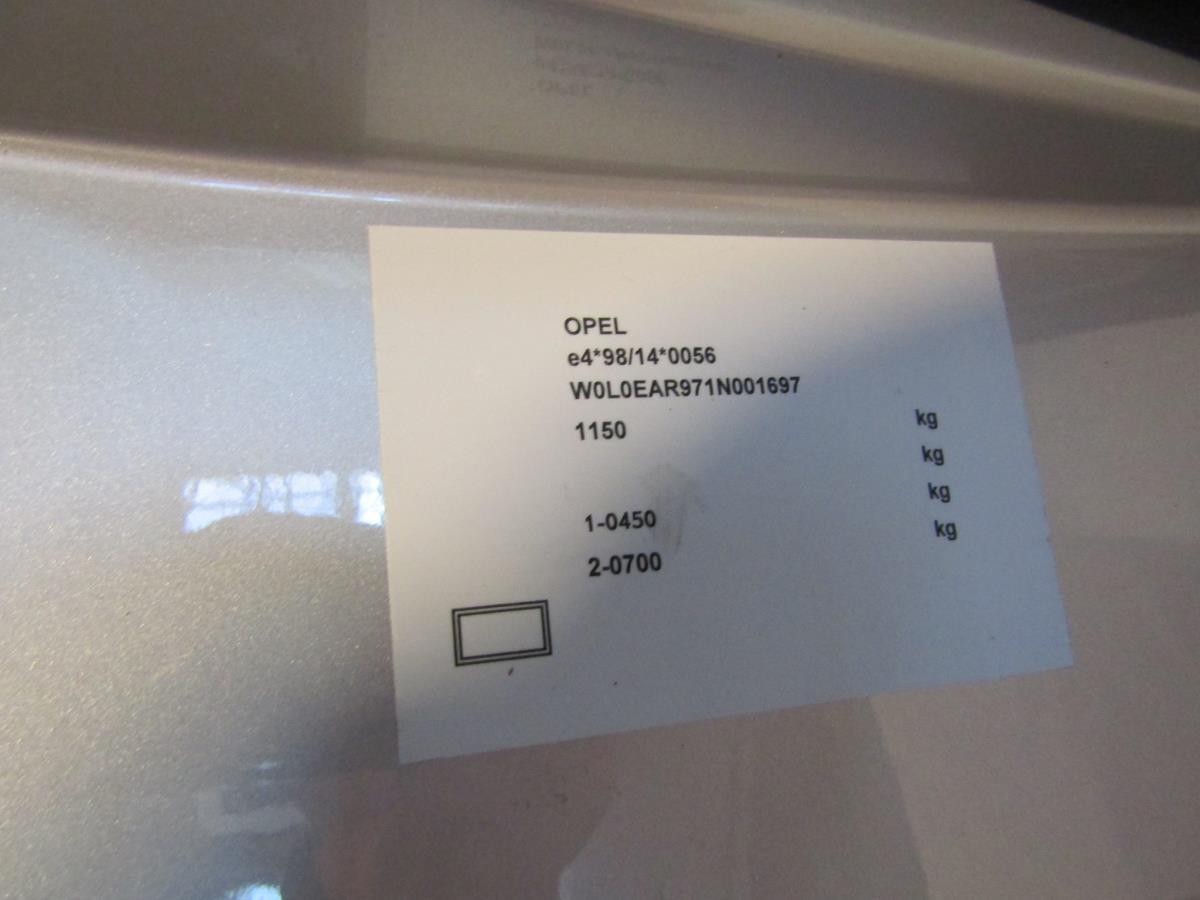 OPEL
e4*98/14*0056
W0L0EAR971N001697
1150 kg
kg
1-0450 kg
2-0700 kg